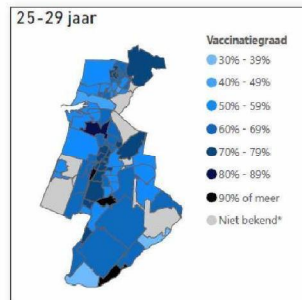 25-29 jaar
Vaccinatiegraad
30% - 39%
40% - 49%
50% - 59%
60% - 69%
70% - 79%
80% - 89%
90% of meer
Niet bekend*